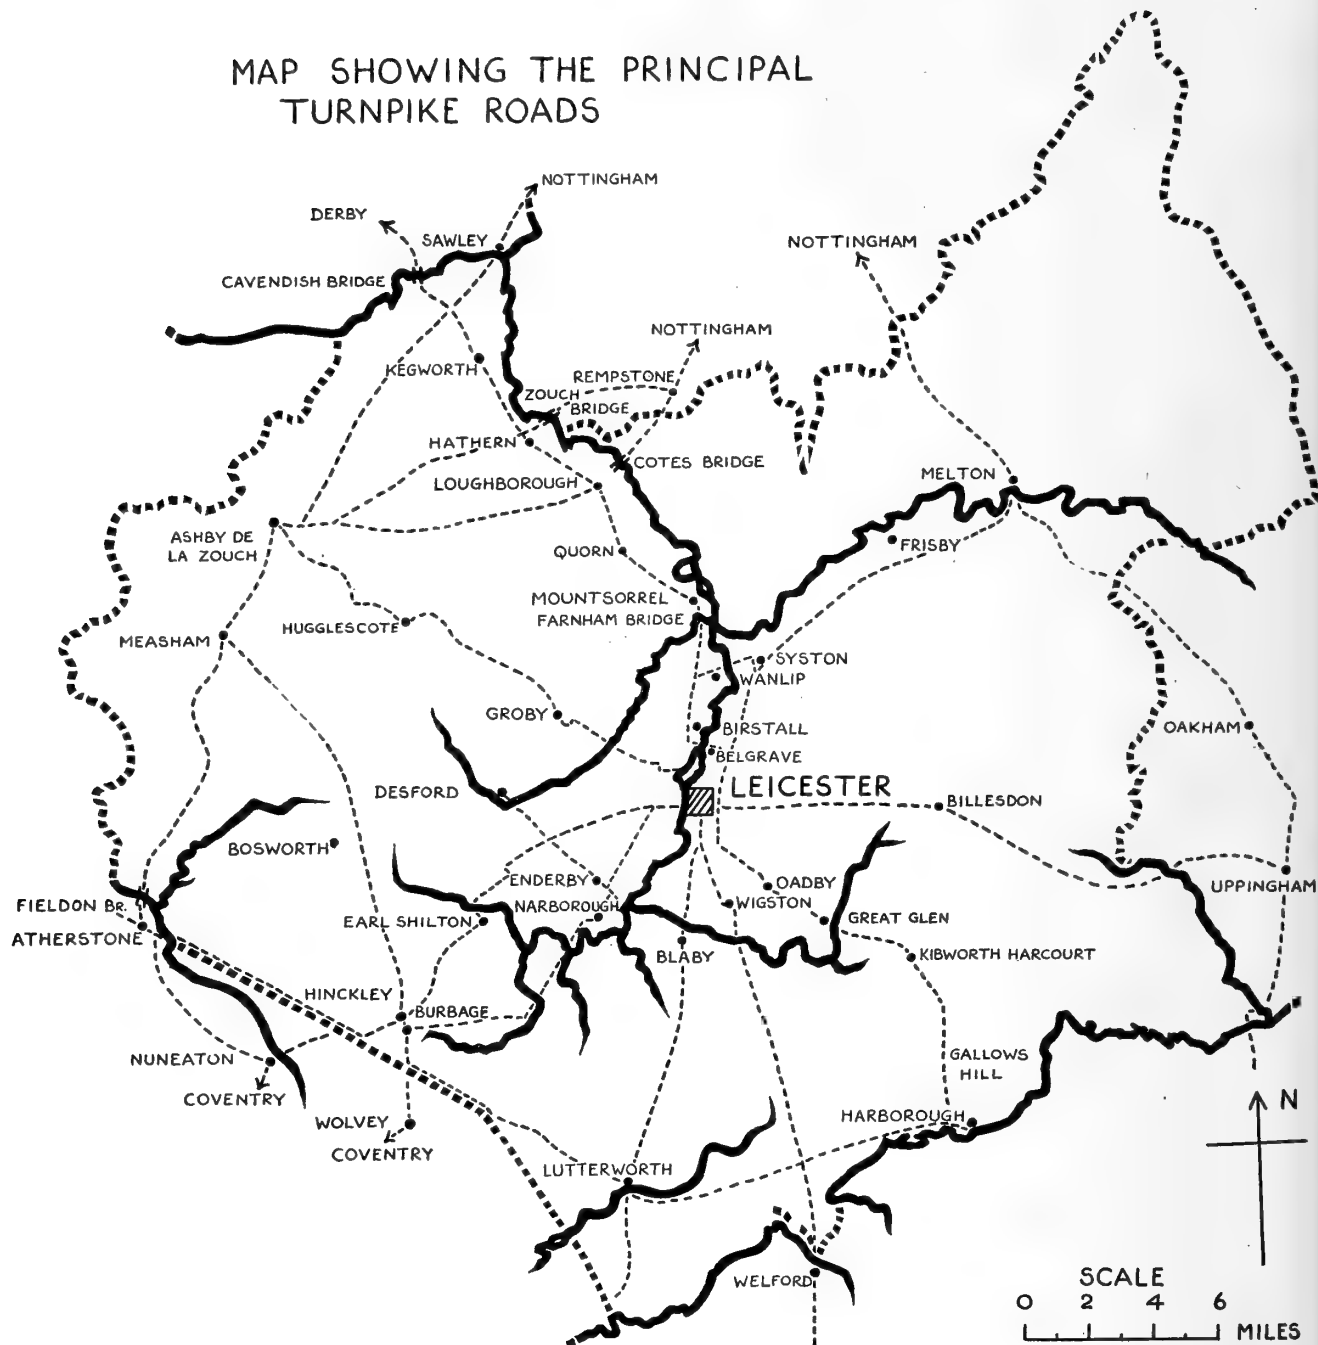 MAP SHOWING THE PRINCIPAL
TURNPIKE ROADS
NOTTINGHAM
DERBY
SAWLEY
NOTTINGHAM
CAVENDISH BRIDGE
NOTTINGHAM
KEGWORTH
REMPSTONE
ZOUCH
BRIDGE
HATHERN
COTES BRIDGE
LOUGHBOROUGH
MELTON
ASHBY DE
LA ZOUCH
QUORN
FRISBY
MOUNTSORREL
FARNHAM BRIDGE
HUGGLESCOTE
MEASHAM
SYSTON
WANLIP
GROBY
BIRSTALL
OAKHAM
BELGRAVE
LEICESTER
DESFORD
BILLESDON
BOSWORTH
ENDERBY
OADBY
UPPINGHAM
FIELDON BR.
NARBOROUGH
WIGSTON
EARL SHILTON
GREAT GLEN
ATHERSTONE
BLABY
KIBWORTH HARCOURT
HINCKLEY
BURBAGE
NUNEATON
GALLOWS
HILL
COVENTRY
N
WOLVEY
HARBOROUGH
COVENTRY
LUTTERWORTH
WELFORD
SCALE
0 2 4 6
MILES